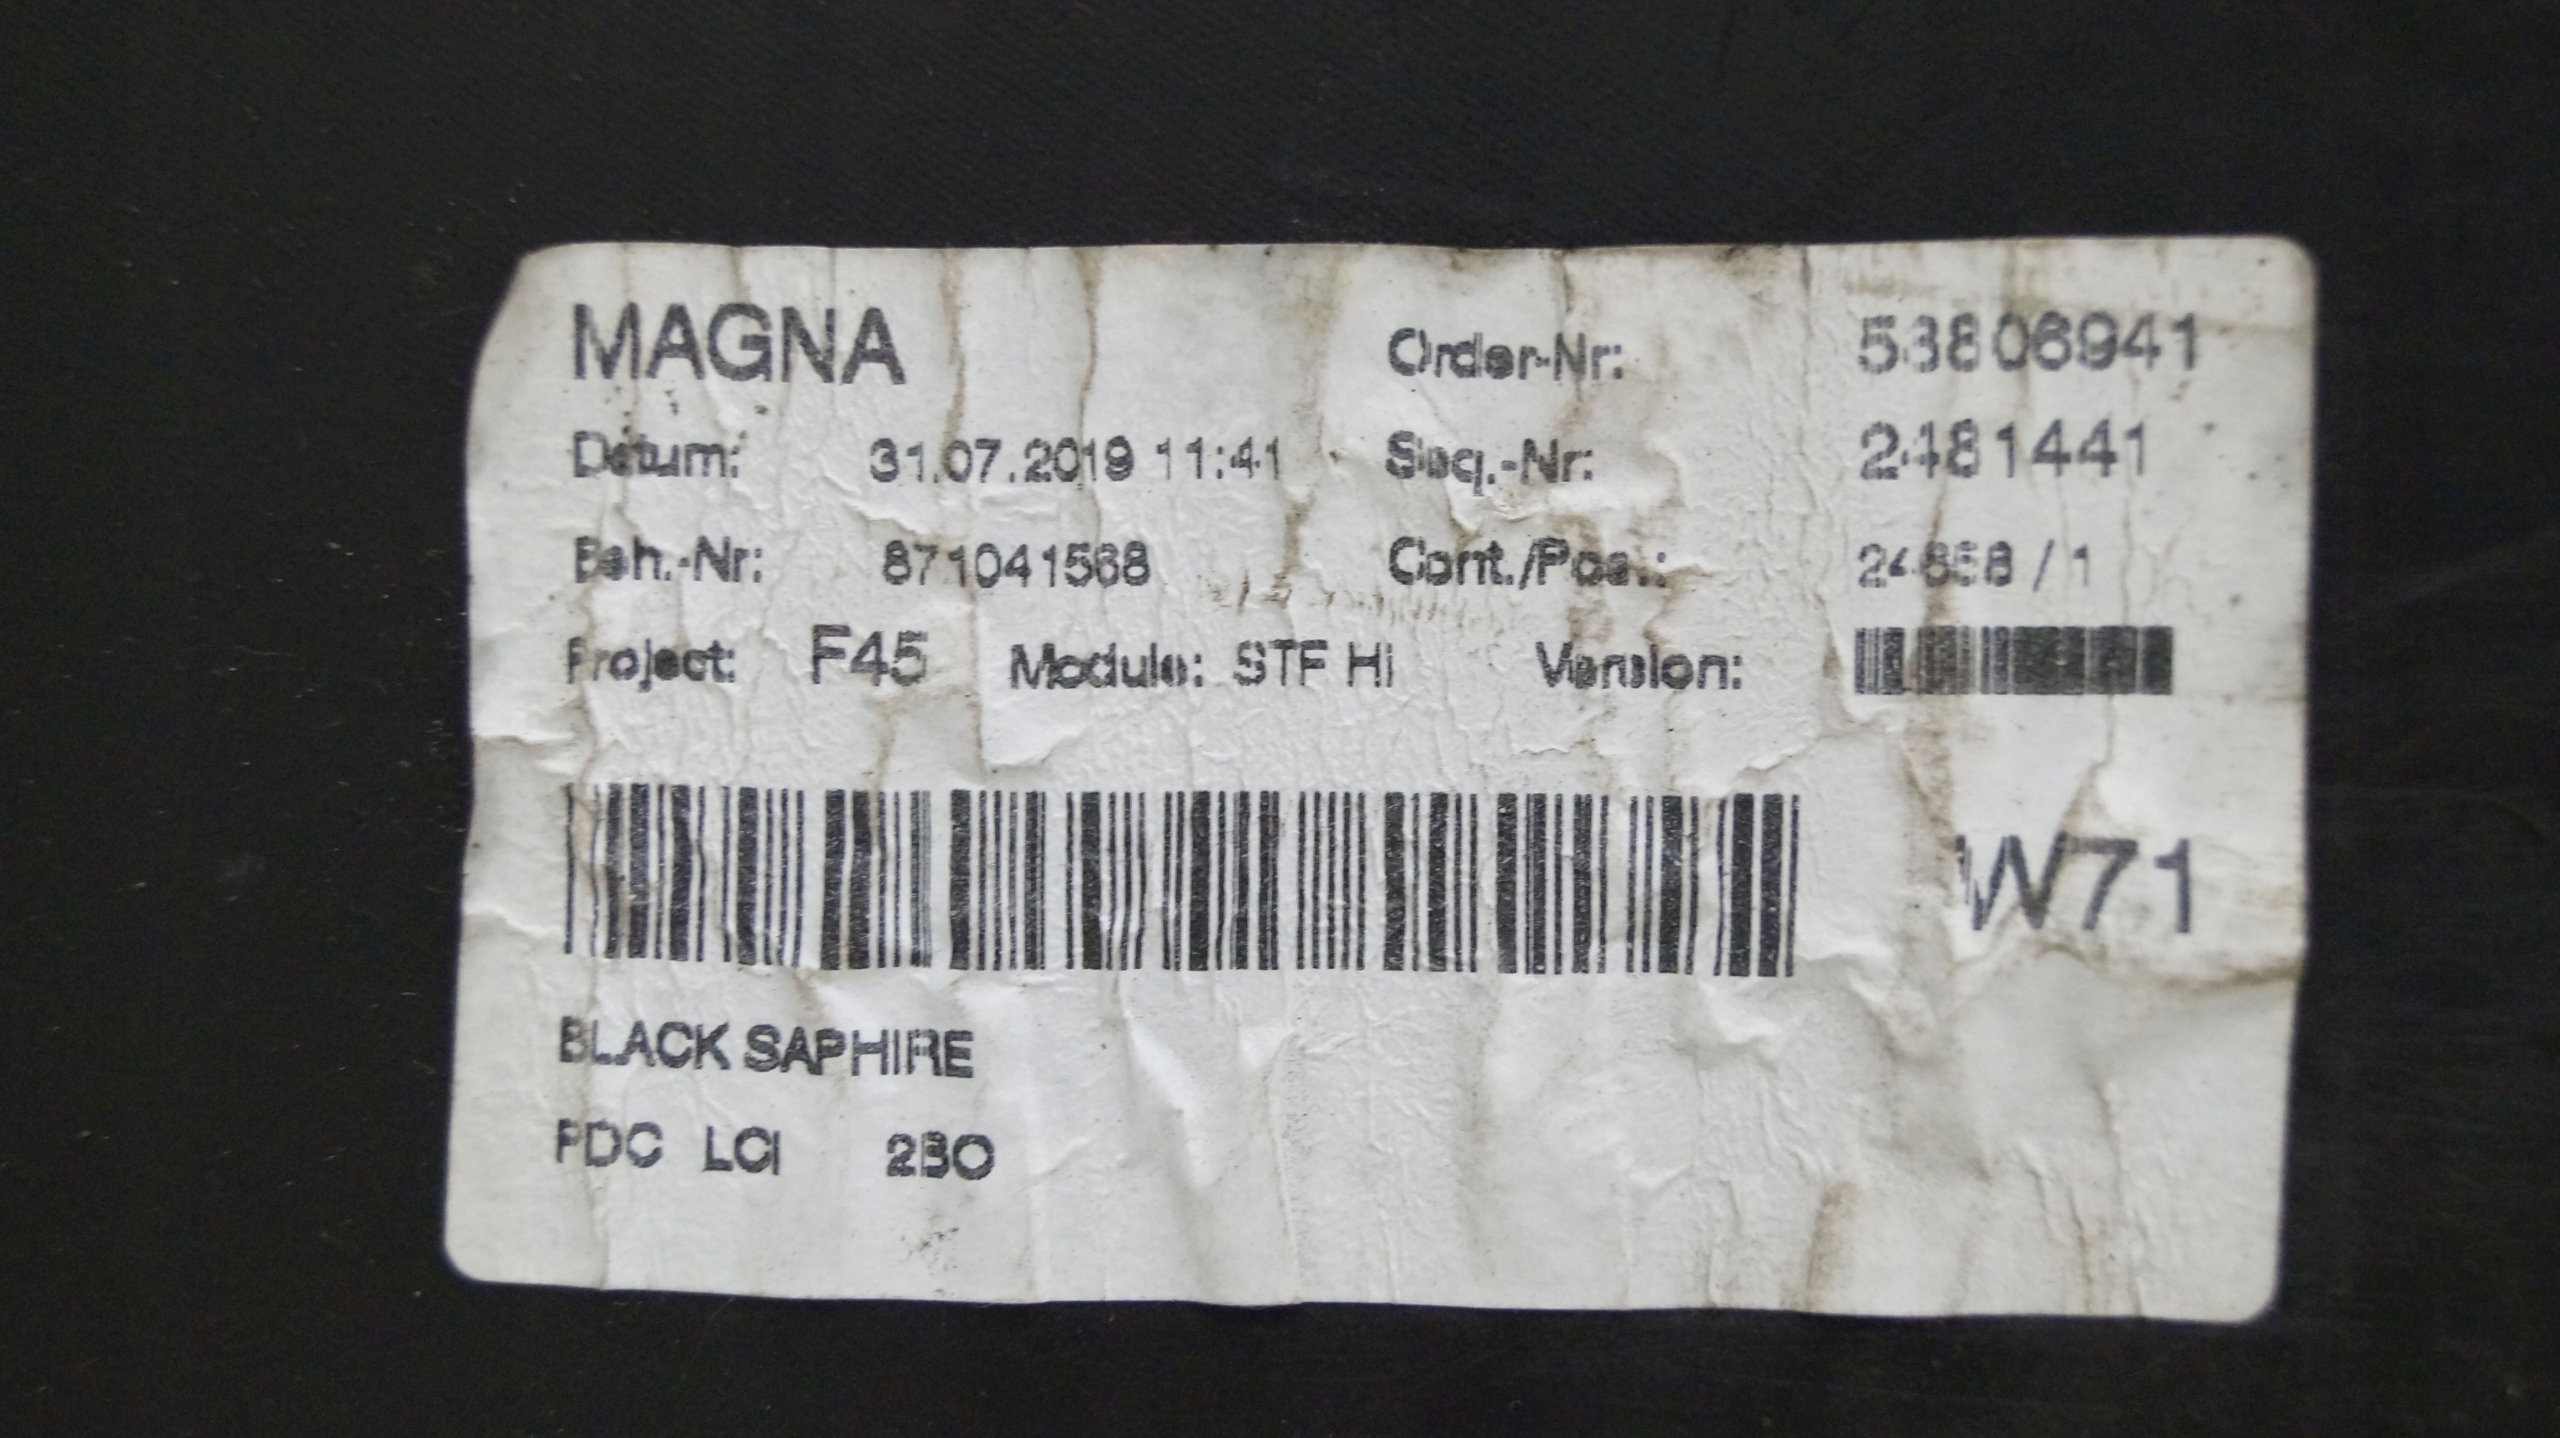 MAGNA Order-Nr: 53806941
Datum: 31.07.2019 11:41 Seq.-Nr: 2481441
Beh.-Nr: 871041568 Cont./Pos.: / 1
Project: F45 Module: STF Hi Version:
W71
BLACK SAPHIRE
PDC LCI 2BO